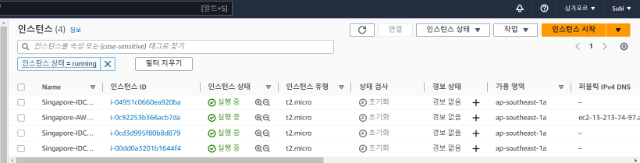 [알트+S]
싱가포르 ▼
Subi ▼
인스턴스 (4) 정보
연결
인스턴스 상태 ▼
작업 ▼
인스턴스 시작 ▼
인스턴스를 속성 또는 (case-sensitive) 태그로 찾기
< 1 >
인스턴스 상태 = running ×
필터 지우기
Name ▼ 인스턴스 ID 인스턴스 상태 ▼ 인스턴스 유형 ▼ 상태 검사 경보 상태 가용 영역 ▼ 퍼블릭 IPv4 DNS
Singapore-IDC... i-04951c0660ea920ba 실행 중 t2.micro 초기화 경보 없음 + ap-southeast-1a –
Singapore-AW... i-0c92253b366acb7da 실행 중 t2.micro 초기화 경보 없음 + ap-southeast-1a ec2-13-213-74-97.a
Singapore-IDC... i-0cd3d995f80b8d879 실행 중 t2.micro 초기화 경보 없음 + ap-southeast-1a –
Singapore-IDC... i-00dd0a3201b1644f4 실행 중 t2.micro 초기화 경보 없음 + ap-southeast-1a –